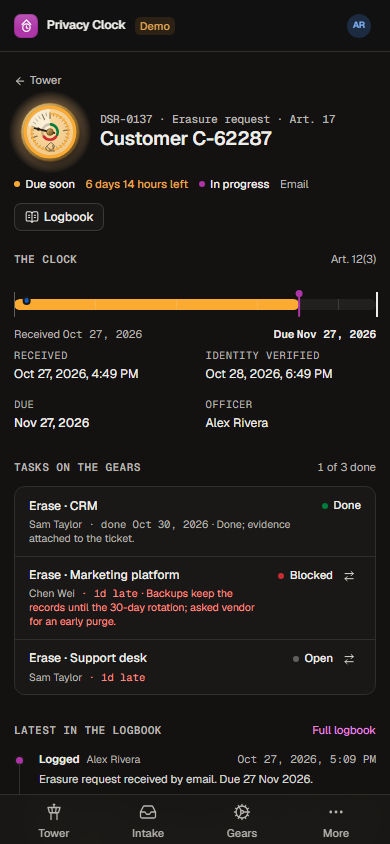 Privacy Clock Demo AR
← Tower
DSR-0137 · Erasure request · Art. 17
Customer C-62287
Due soon 6 days 14 hours left In progress Email
Logbook
THE CLOCK Art. 12(3)
Received Oct 27, 2026 Due Nov 27, 2026
RECEIVED IDENTITY VERIFIED
Oct 27, 2026, 4:49 PM Oct 28, 2026, 6:49 PM
DUE OFFICER
Nov 27, 2026 Alex Rivera
TASKS ON THE GEARS 1 of 3 done
Erase · CRM Done
Sam Taylor · done Oct 30, 2026 · Done; evidence
attached to the ticket.
Erase · Marketing platform Blocked
Chen Wei · 1d late · Backups keep the
records until the 30-day rotation; asked vendor
for an early purge.
Erase · Support desk Open
Sam Taylor · 1d late
LATEST IN THE LOGBOOK Full logbook
Logged Alex Rivera Oct 27, 2026, 5:09 PM
Erasure request received by email. Due 27 Nov 2026.
Tower Intake Gears More